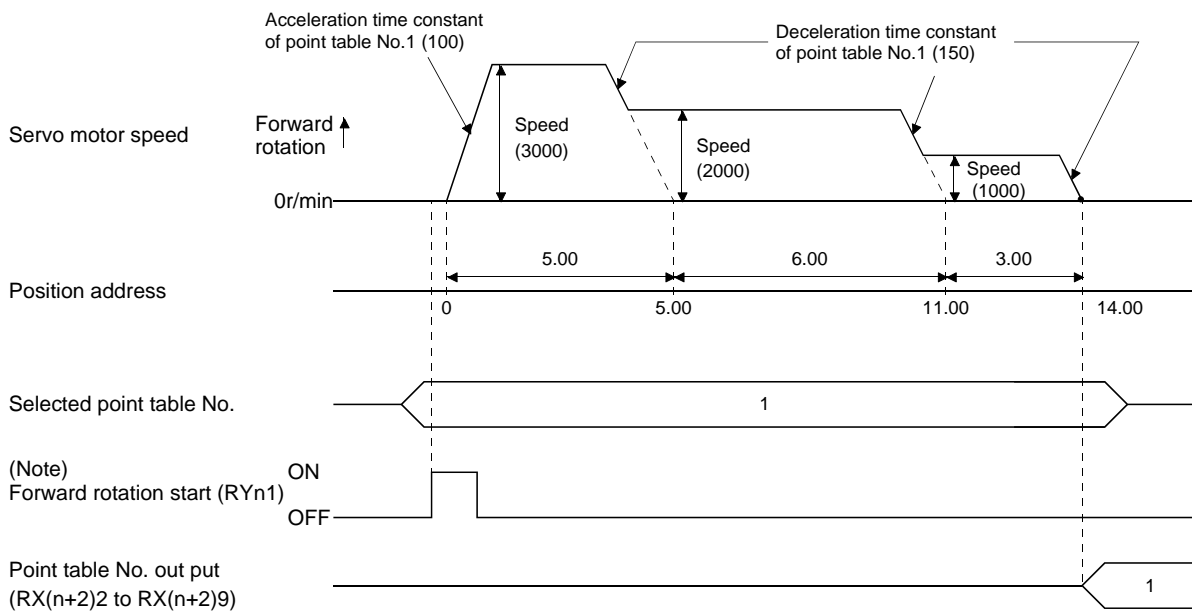 Acceleration time constant
of point table No.1 (100)
Deceleration time constant
of point table No.1 (150)
Servo motor speed
Forward
rotation
Speed
(3000)
Speed
(2000)
Speed
(1000)
0r/min
5.00
6.00
3.00
Position address
0
5.00
11.00
14.00
Selected point table No.
1
(Note)
Forward rotation start (RYn1)
ON
OFF
Point table No. out put
(RX(n+2)2 to RX(n+2)9)
1